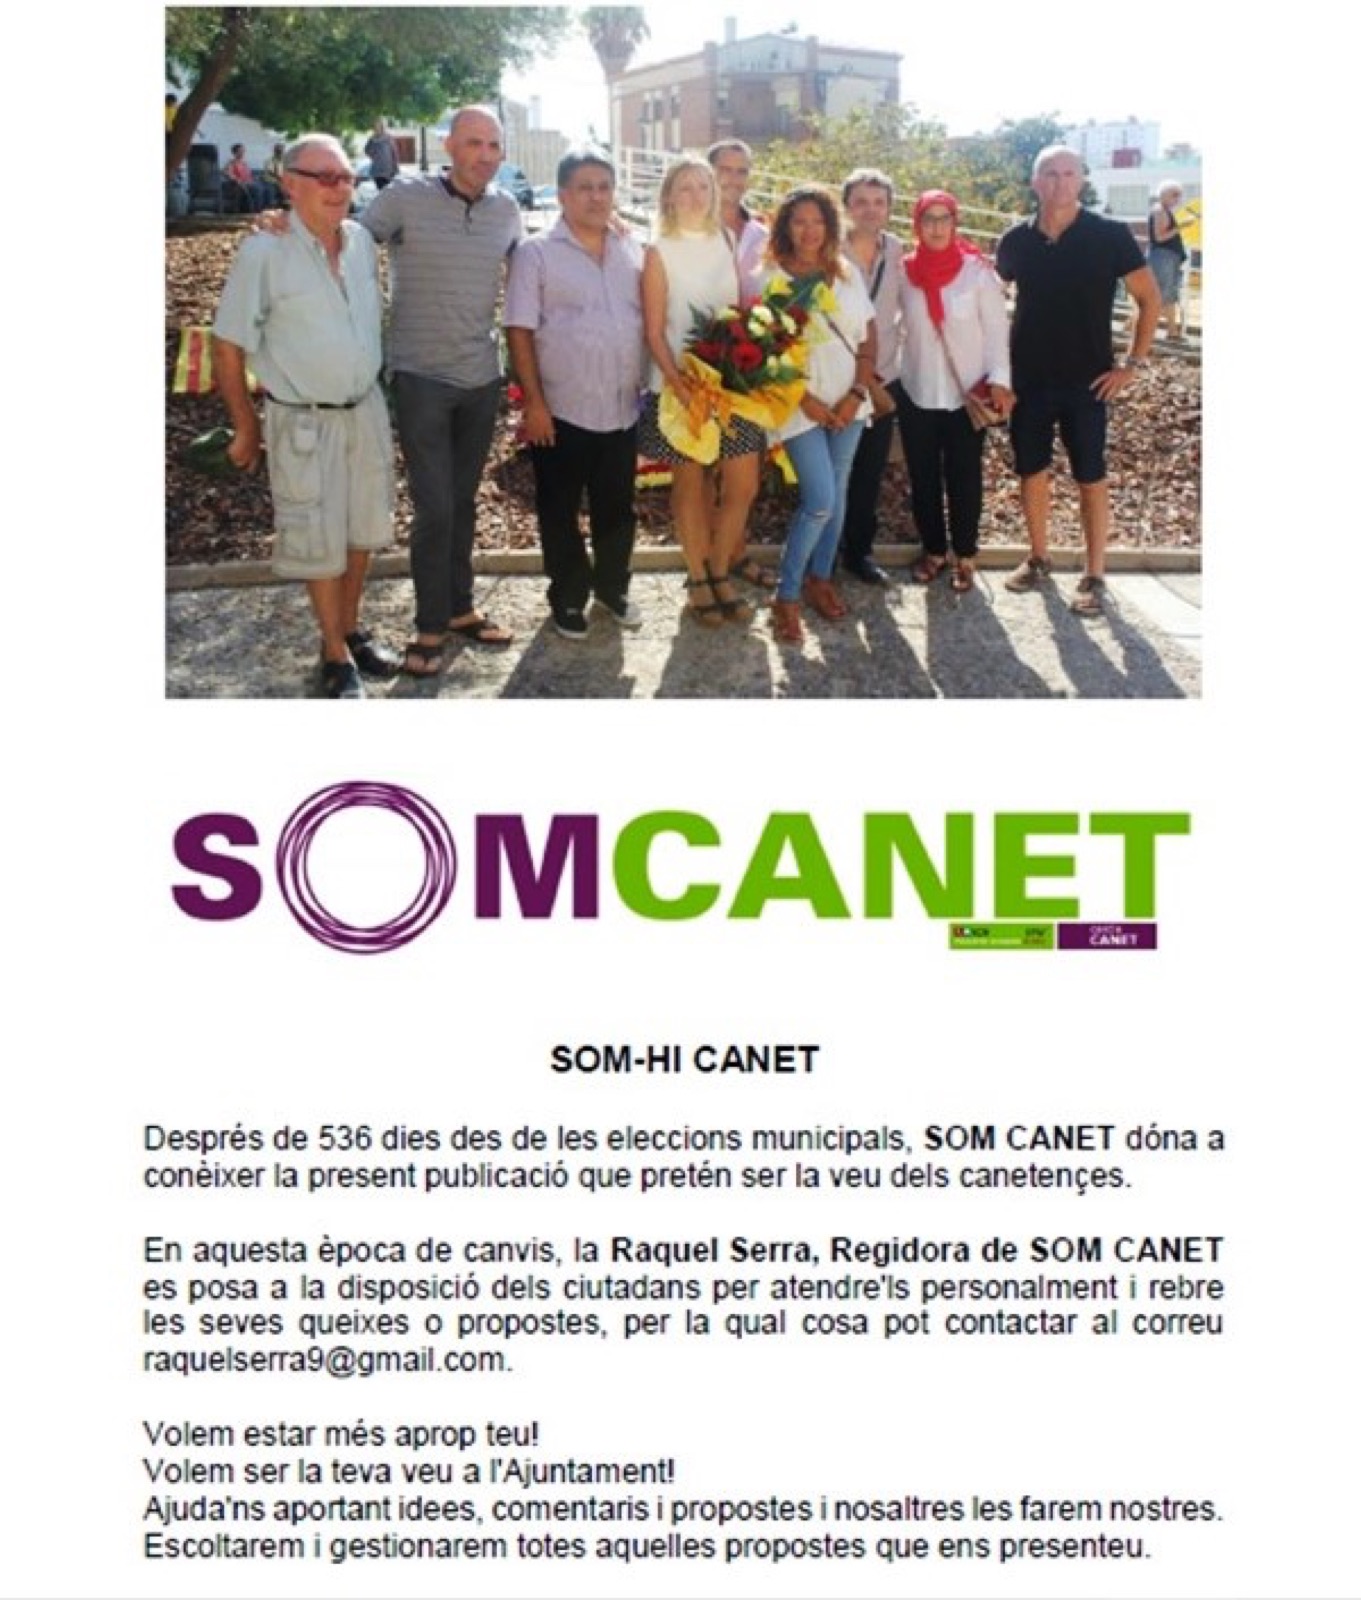 SOMCANET
CANET
SOM-HI CANET
Després de 536 dies des de les eleccions municipals, SOM CANET dóna a
conèixer la present publicació que pretén ser la veu dels canetençes.
En aquesta època de canvis, la Raquel Serra, Regidora de SOM CANET
es posa a la disposició dels ciutadans per atendre'ls personalment i rebre
les seves queixes o propostes, per la qual cosa pot contactar al correu
raquelserra9@gmail.com.
Volem estar més aprop teu!
Volem ser la teva veu a l'Ajuntament!
Ajuda'ns aportant idees, comentaris i propostes i nosaltres les farem nostres.
Escoltarem i gestionarem totes aquelles propostes que ens presenteu.